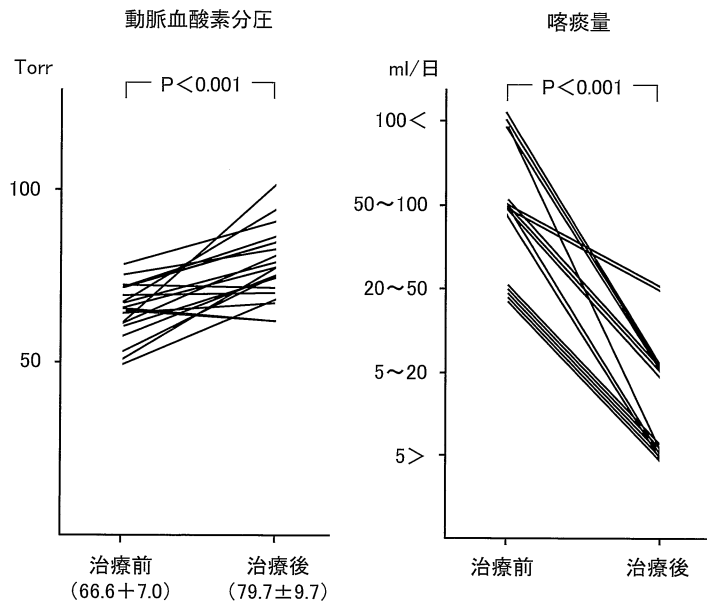 動脈血酸素分圧
Torr
P＜0.001
100
50
治療前
（66.6＋7.0）
治療後
（79.7±9.7）
喀痰量
ml/日
P＜0.001
100＜
50〜100
20〜50
5〜20
5＞
治療前
治療後